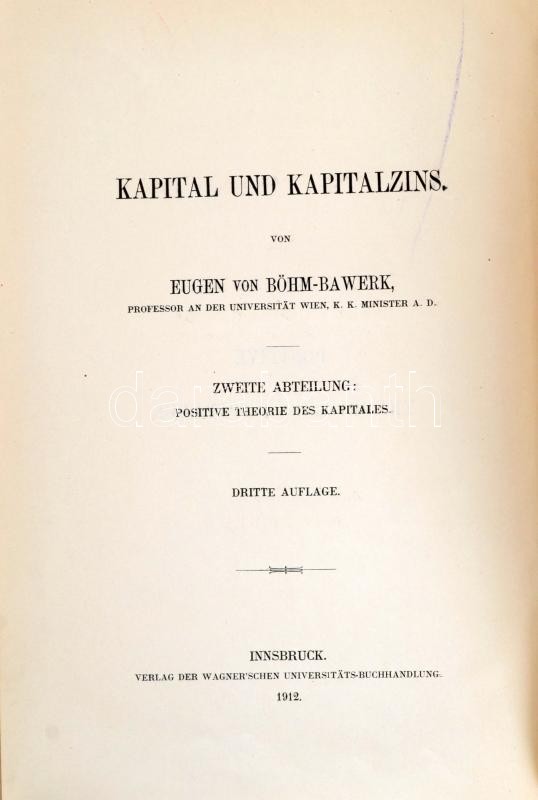 KAPITAL UND KAPITALZINS.
VON
EUGEN VON BÖHM-BAWERK,
PROFESSOR AN DER UNIVERSITÄT WIEN, K. K. MINISTER A. D.
ZWEITE ABTEILUNG:
POSITIVE THEORIE DES KAPITALES.
DRITTE AUFLAGE.
INNSBRUCK.
VERLAG DER WAGNER'SCHEN UNIVERSITÄTS-BUCHHANDLUNG.
1912.